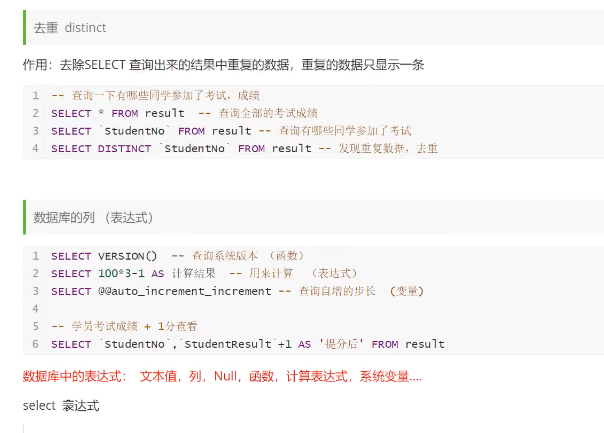 去重 distinct
作用：去除SELECT 查询出来的结果中重复的数据，重复的数据只显示一条
1 -- 查询一下有哪些同学参加了考试，成绩
2 SELECT * FROM result -- 查询全部的考试成绩
3 SELECT `StudentNo` FROM result -- 查询有哪些同学参加了考试
4 SELECT DISTINCT `StudentNo` FROM result -- 发现重复数据，去重
数据库的列 （表达式）
1 SELECT VERSION() -- 查询系统版本 （函数）
2 SELECT 100*3-1 AS 计算结果 -- 用来计算 （表达式）
3 SELECT @@auto_increment_increment -- 查询自增的步长 （变量）
4
5 -- 学员考试成绩 + 1分查看
6 SELECT `StudentNo`,`StudentResult`+1 AS '提分后' FROM result
数据库中的表达式： 文本值，列，Null，函数，计算表达式，系统变量....
select 表达式